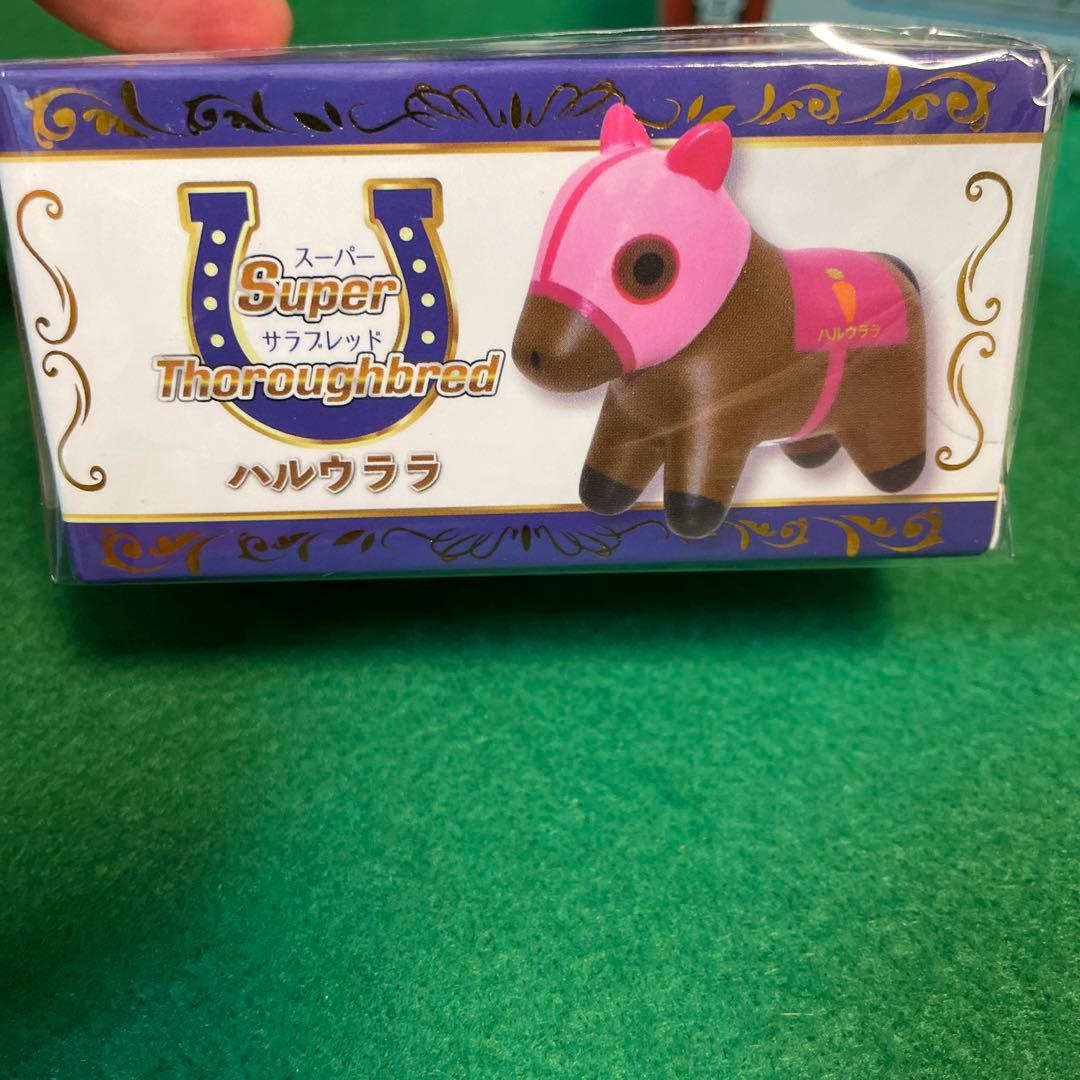 スーパー
Super
サラブレッド
Thoroughbred
ハルウララ
ハルウララ